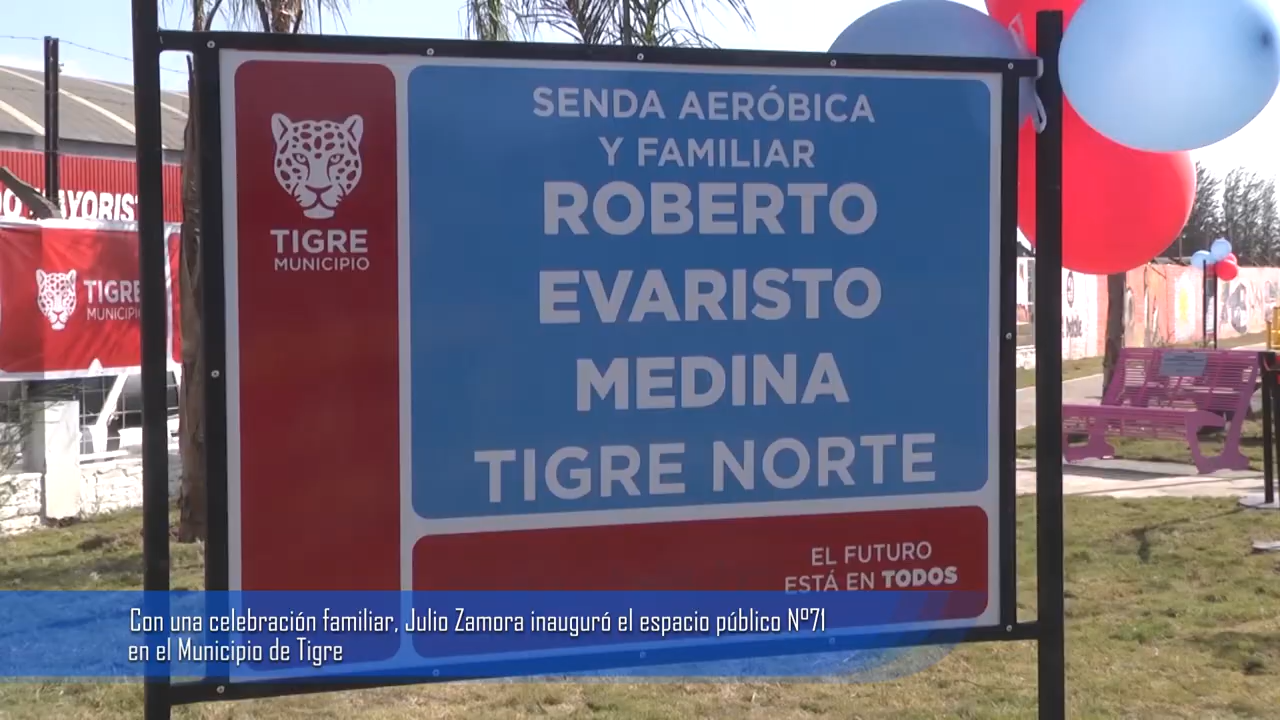 SENDA AERÓBICA
Y FAMILIAR
ROBERTO
EVARISTO
MEDINA
TIGRE NORTE
TIGRE
MUNICIPIO
EL FUTURO
ESTÁ EN TODOS
TIGRE
MUNICIPIO
Con una celebración familiar, Julio Zamora inauguró el espacio público Nº71
en el Municipio de Tigre